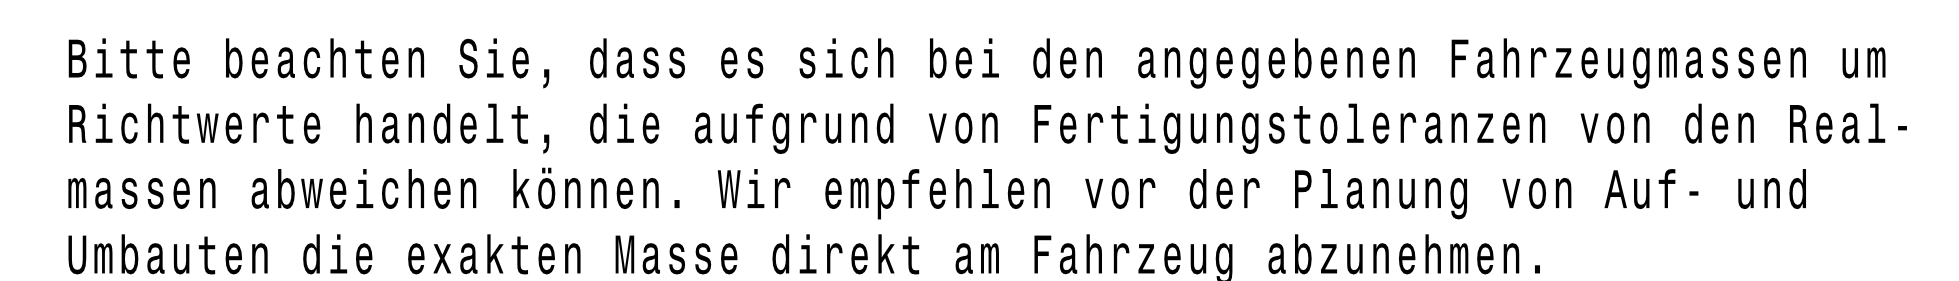 Bitte beachten Sie, dass es sich bei den angegebenen Fahrzeugmassen um
Richtwerte handelt, die aufgrund von Fertigungstoleranzen von den Real-
massen abweichen können. Wir empfehlen vor der Planung von Auf- und
Umbauten die exakten Masse direkt am Fahrzeug abzunehmen.